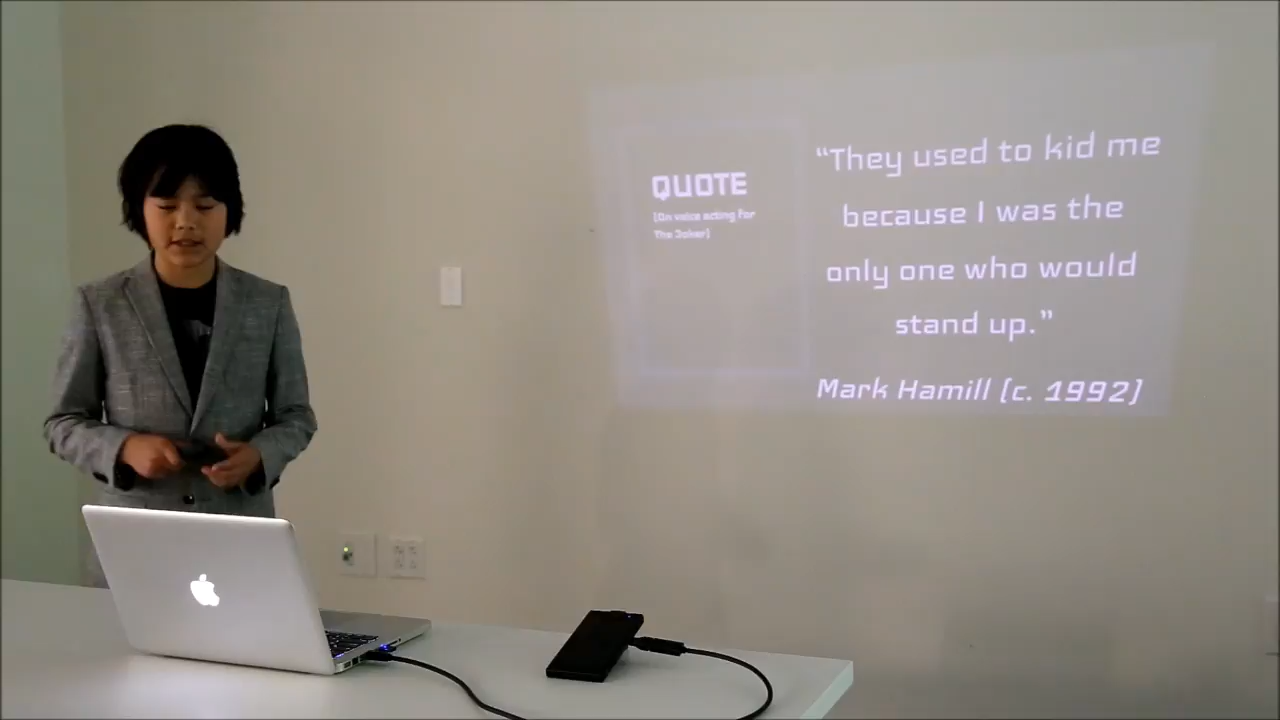 QUOTE
(On voice acting for
The Joker)
“They used to kid me
because I was the
only one who would
stand up.”
Mark Hamill (c. 1992)